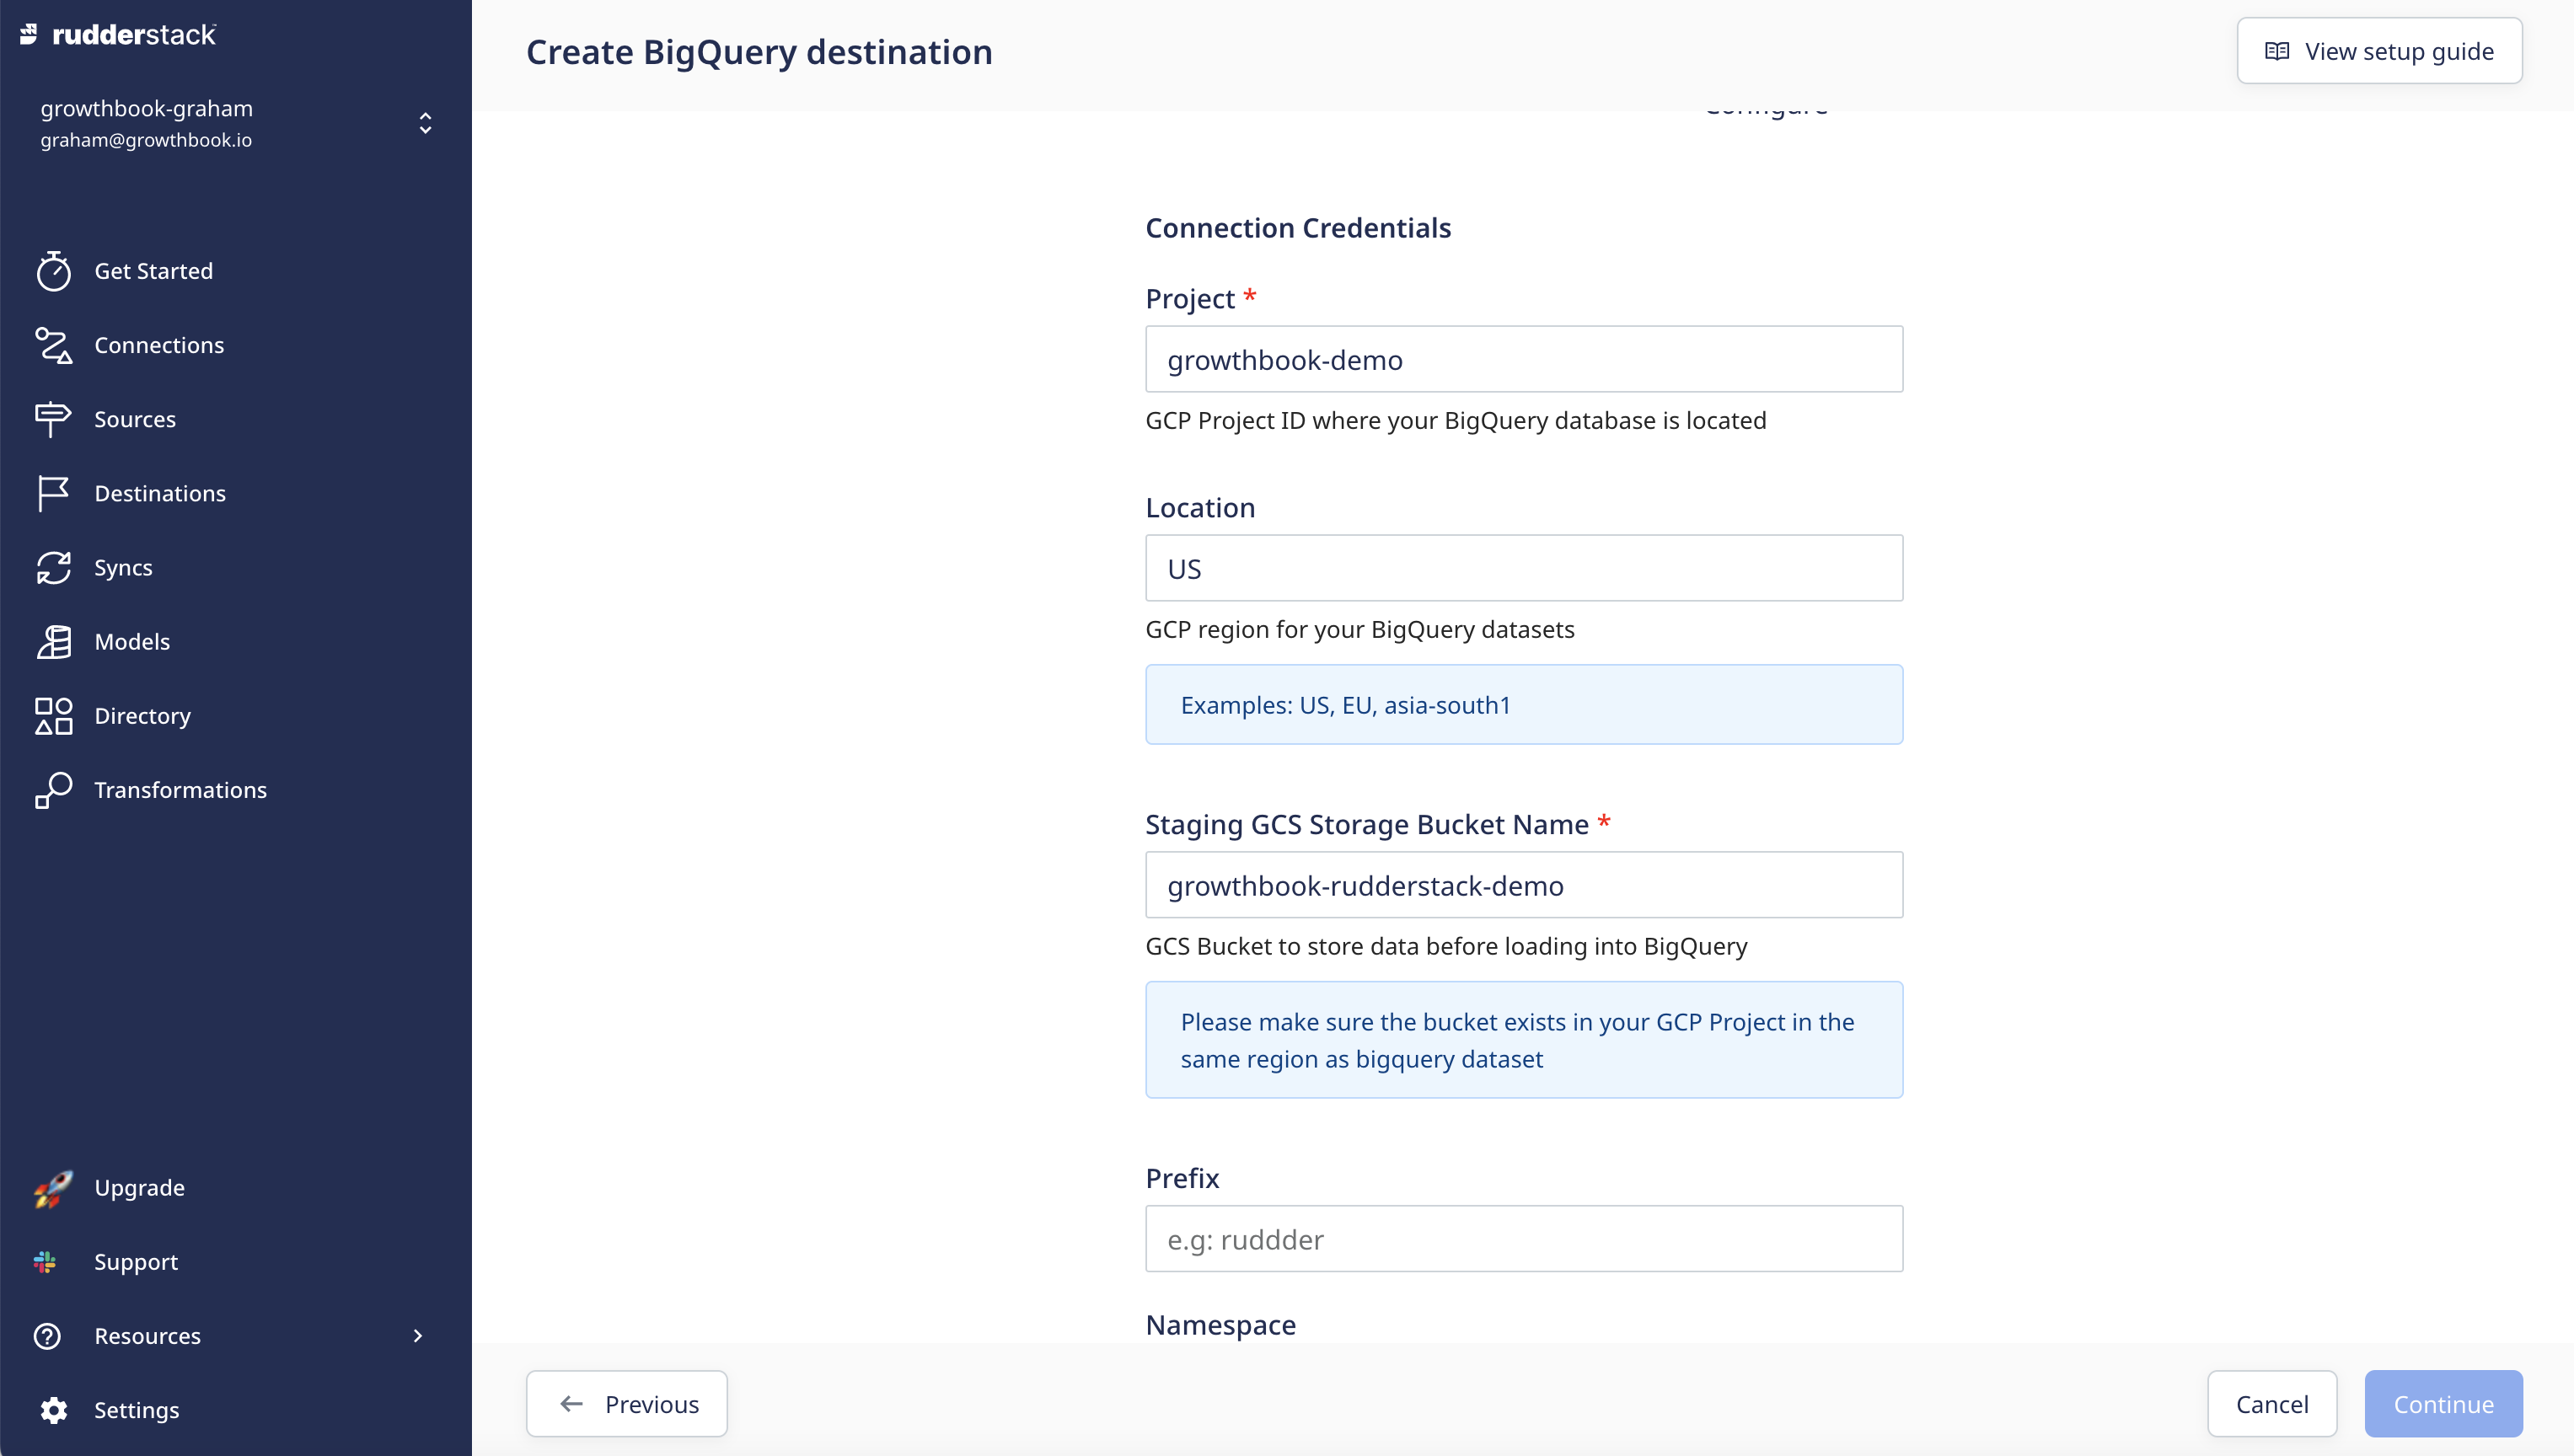 rudderstack
growthbook-graham
graham@growthbook.io
Get Started
Connections
Sources
Destinations
Syncs
Models
Directory
Transformations
Upgrade
Support
Resources
Settings
Create BigQuery destination
View setup guide
Configure
Connection Credentials
Project *
growthbook-demo
GCP Project ID where your BigQuery database is located
Location
US
GCP region for your BigQuery datasets
Examples: US, EU, asia-south1
Staging GCS Storage Bucket Name *
growthbook-rudderstack-demo
GCS Bucket to store data before loading into BigQuery
Please make sure the bucket exists in your GCP Project in the
same region as bigquery dataset
Prefix
e.g: ruddder
Namespace
Previous
Cancel
Continue